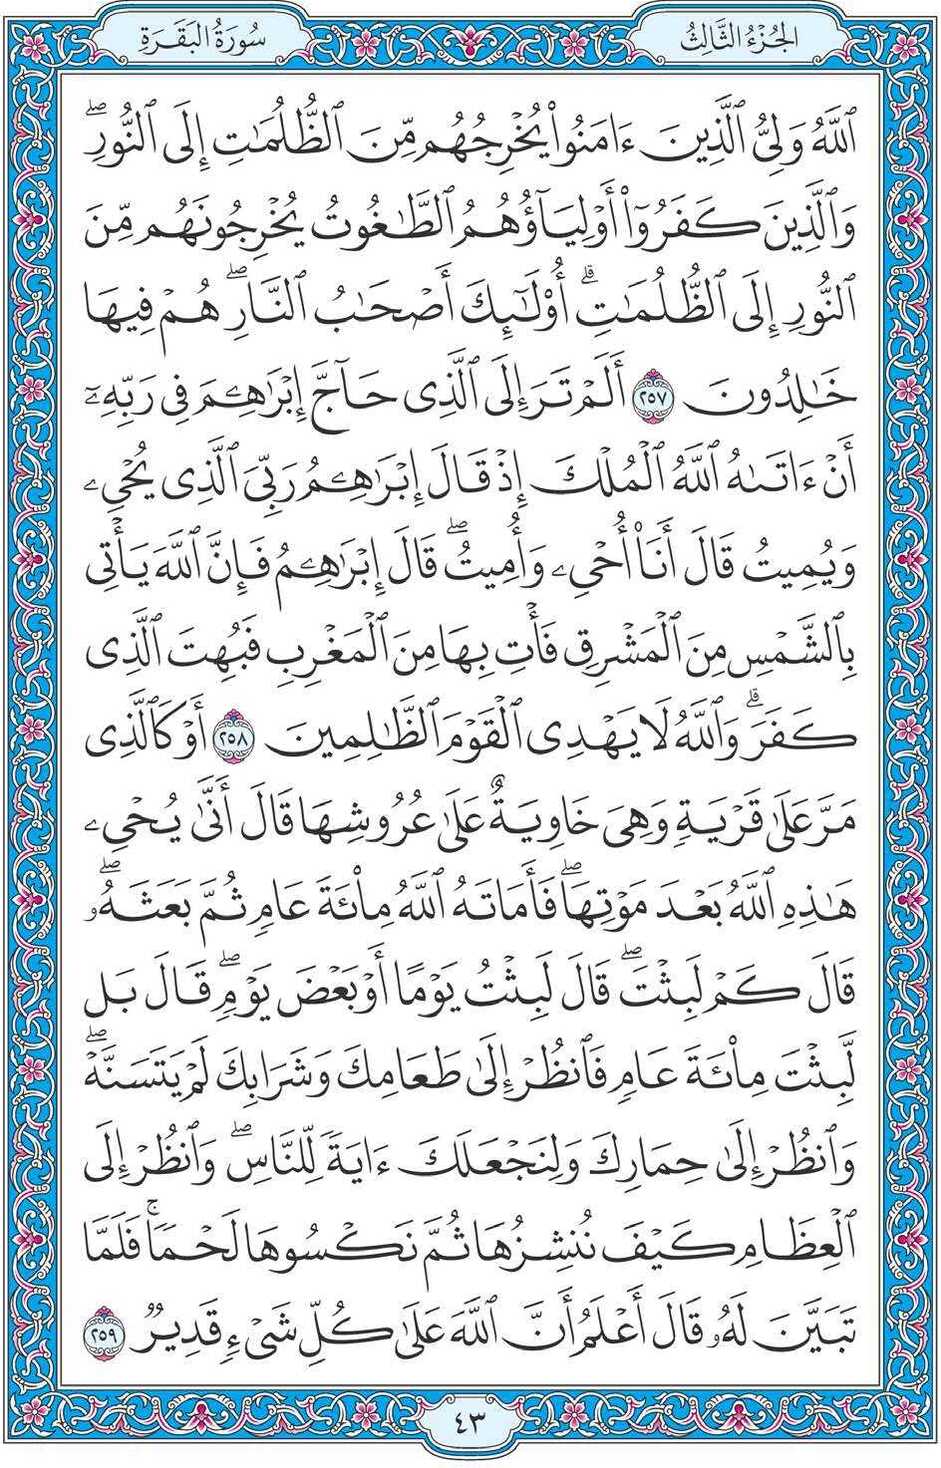 الجُزْءُ الثَّالِثُ
سُورَةُ البَقَرَةِ
ٱللَّهُ وَلِيُّ ٱلَّذِينَ ءَامَنُوا۟ يُخْرِجُهُم مِّنَ ٱلظُّلُمَـٰتِ إِلَى ٱلنُّورِۖ
وَٱلَّذِينَ كَفَرُوٓا۟ أَوْلِيَآؤُهُمُ ٱلطَّـٰغُوتُ يُخْرِجُونَهُم مِّنَ
ٱلنُّورِ إِلَى ٱلظُّلُمَـٰتِۗ أُو۟لَـٰٓئِكَ أَصْحَـٰبُ ٱلنَّارِۖ هُمْ فِيهَا
خَـٰلِدُونَ ٢٥٧ أَلَمْ تَرَ إِلَى ٱلَّذِى حَآجَّ إِبْرَٰهِـۧمَ فِى رَبِّهِۦٓ
أَنْ ءَاتَىٰهُ ٱللَّهُ ٱلْمُلْكَ إِذْ قَالَ إِبْرَٰهِـۧمُ رَبِّىَ ٱلَّذِى يُحْىِۦ
وَيُمِيتُ قَالَ أَنَا۠ أُحْىِۦ وَأُمِيتُۖ قَالَ إِبْرَٰهِـۧمُ فَإِنَّ ٱللَّهَ يَأْتِى
بِٱلشَّمْسِ مِنَ ٱلْمَشْرِقِ فَأْتِ بِهَا مِنَ ٱلْمَغْرِبِ فَبُهِتَ ٱلَّذِى
كَفَرَۗ وَٱللَّهُ لَا يَهْدِى ٱلْقَوْمَ ٱلظَّـٰلِمِينَ ٢٥٨ أَوْ كَٱلَّذِى
مَرَّ عَلَىٰ قَرْيَةٍ وَهِىَ خَاوِيَةٌ عَلَىٰ عُرُوشِهَا قَالَ أَنَّىٰ يُحْىِۦ
هَـٰذِهِ ٱللَّهُ بَعْدَ مَوْتِهَاۖ فَأَمَاتَهُ ٱللَّهُ مِا۟ئَةَ عَامٍ ثُمَّ بَعَثَهُۥۖ
قَالَ كَمْ لَبِثْتَۖ قَالَ لَبِثْتُ يَوْمًا أَوْ بَعْضَ يَوْمٍۖ قَالَ بَل
لَّبِثْتَ مِا۟ئَةَ عَامٍ فَٱنظُرْ إِلَىٰ طَعَامِكَ وَشَرَابِكَ لَمْ يَتَسَنَّهْۖ
وَٱنظُرْ إِلَىٰ حِمَارِكَ وَلِنَجْعَلَكَ ءَايَةً لِّلنَّاسِۖ وَٱنظُرْ إِلَى
ٱلْعِظَامِ كَيْفَ نُنشِزُهَا ثُمَّ نَكْسُوهَا لَحْمًاۚ فَلَمَّا
تَبَيَّنَ لَهُۥ قَالَ أَعْلَمُ أَنَّ ٱللَّهَ عَلَىٰ كُلِّ شَىْءٍ قَدِيرٌ ٢٥٩
٤٣